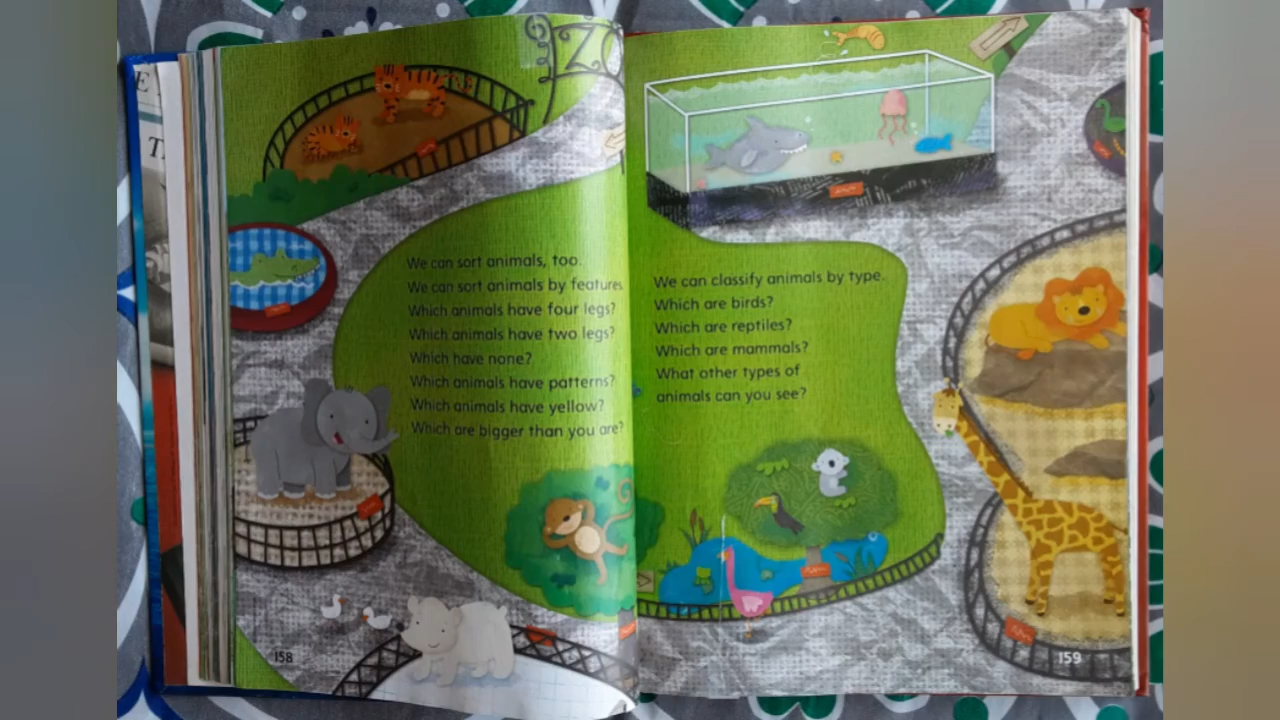 ZO
We can sort animals, too.
We can sort animals by features.
Which animals have four legs?
Which animals have two legs?
Which have none?
Which animals have patterns?
Which animals have yellow?
Which are bigger than you are?
158
We can classify animals by type.
Which are birds?
Which are reptiles?
Which are mammals?
What other types of
animals can you see?
159